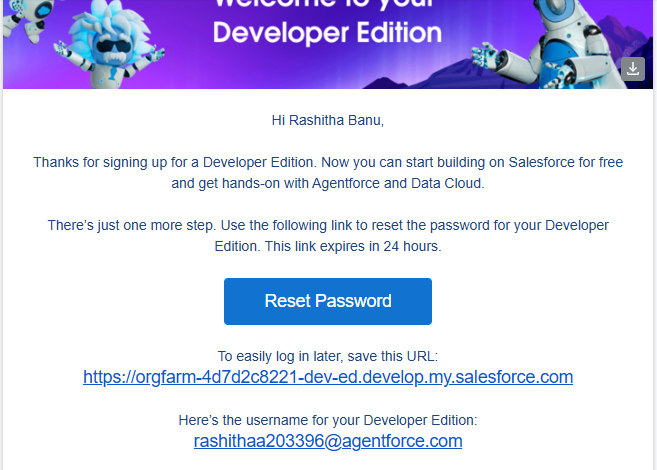 Welcome to your
Developer Edition
Hi Rashitha Banu,
Thanks for signing up for a Developer Edition. Now you can start building on Salesforce for free
and get hands-on with Agentforce and Data Cloud.
There's just one more step. Use the following link to reset the password for your Developer
Edition. This link expires in 24 hours.
Reset Password
To easily log in later, save this URL:
https://orgfarm-4d7d2c8221-dev-ed.develop.my.salesforce.com
Here's the username for your Developer Edition:
rashithaa203396@agentforce.com